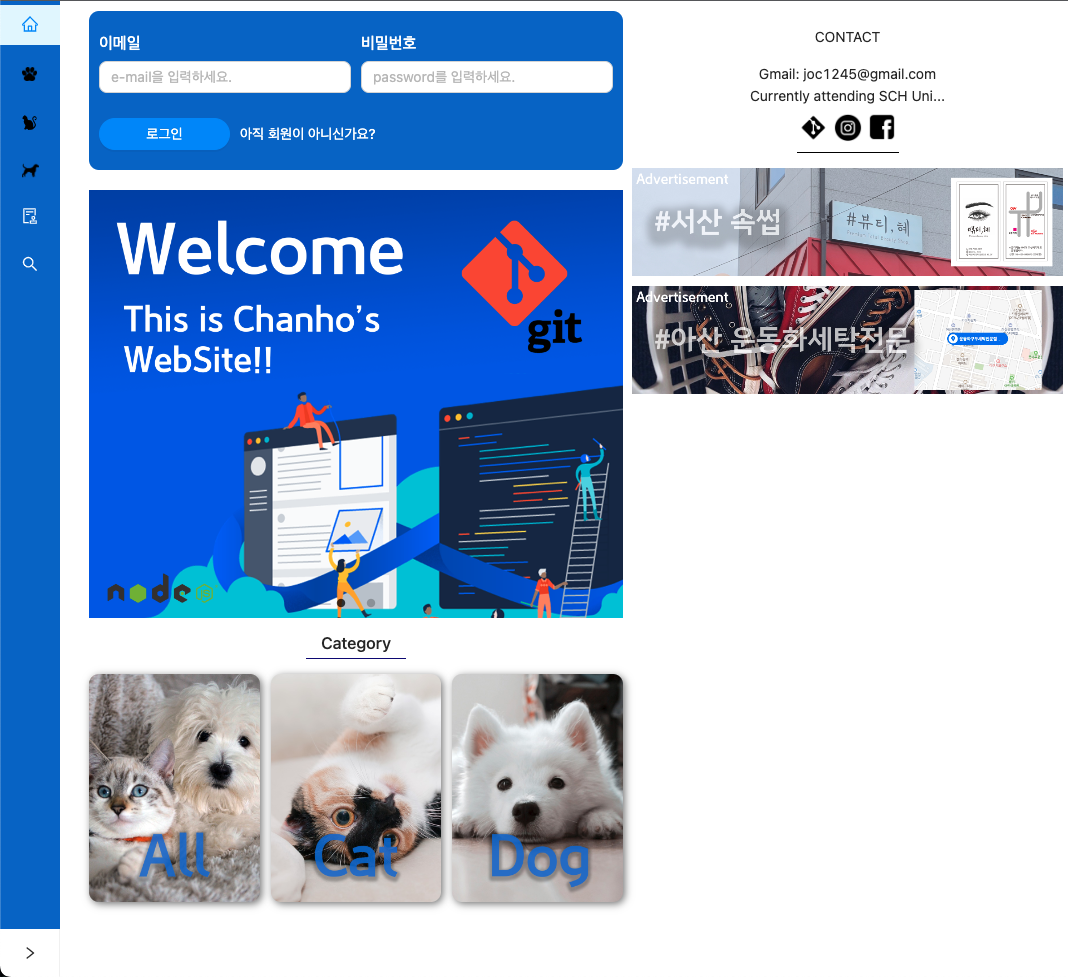 이메일
비밀번호
e-mail을 입력하세요.
password를 입력하세요.
로그인
아직 회원이 아니신가요?
CONTACT
Gmail: joc1245@gmail.com
Currently attending SCH Uni...
Advertisement
#서산 속썹
#뷰티,혜
Advertisement
#아산 운동화세탁전문
Welcome
This is Chanho's
WebSite!!
git
node
Category
All
Cat
Dog